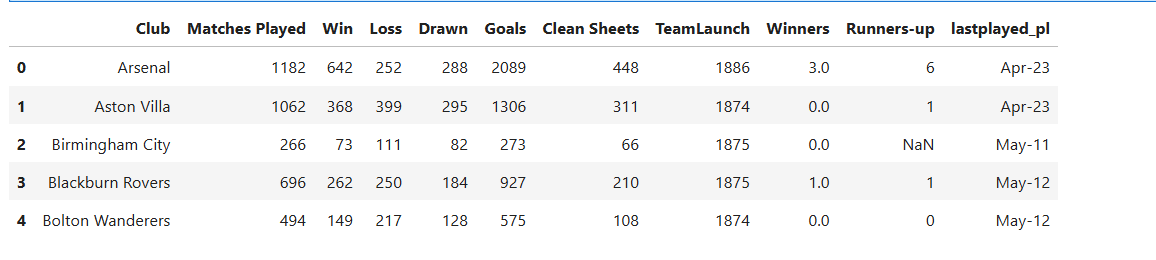 Club Matches Played Win Loss Drawn Goals Clean Sheets TeamLaunch Winners Runners-up lastplayed_pl
0 Arsenal 1182 642 252 288 2089 448 1886 3.0 6 Apr-23
1 Aston Villa 1062 368 399 295 1306 311 1874 0.0 1 Apr-23
2 Birmingham City 266 73 111 82 273 66 1875 0.0 NaN May-11
3 Blackburn Rovers 696 262 250 184 927 210 1875 1.0 1 May-12
4 Bolton Wanderers 494 149 217 128 575 108 1874 0.0 0 May-12